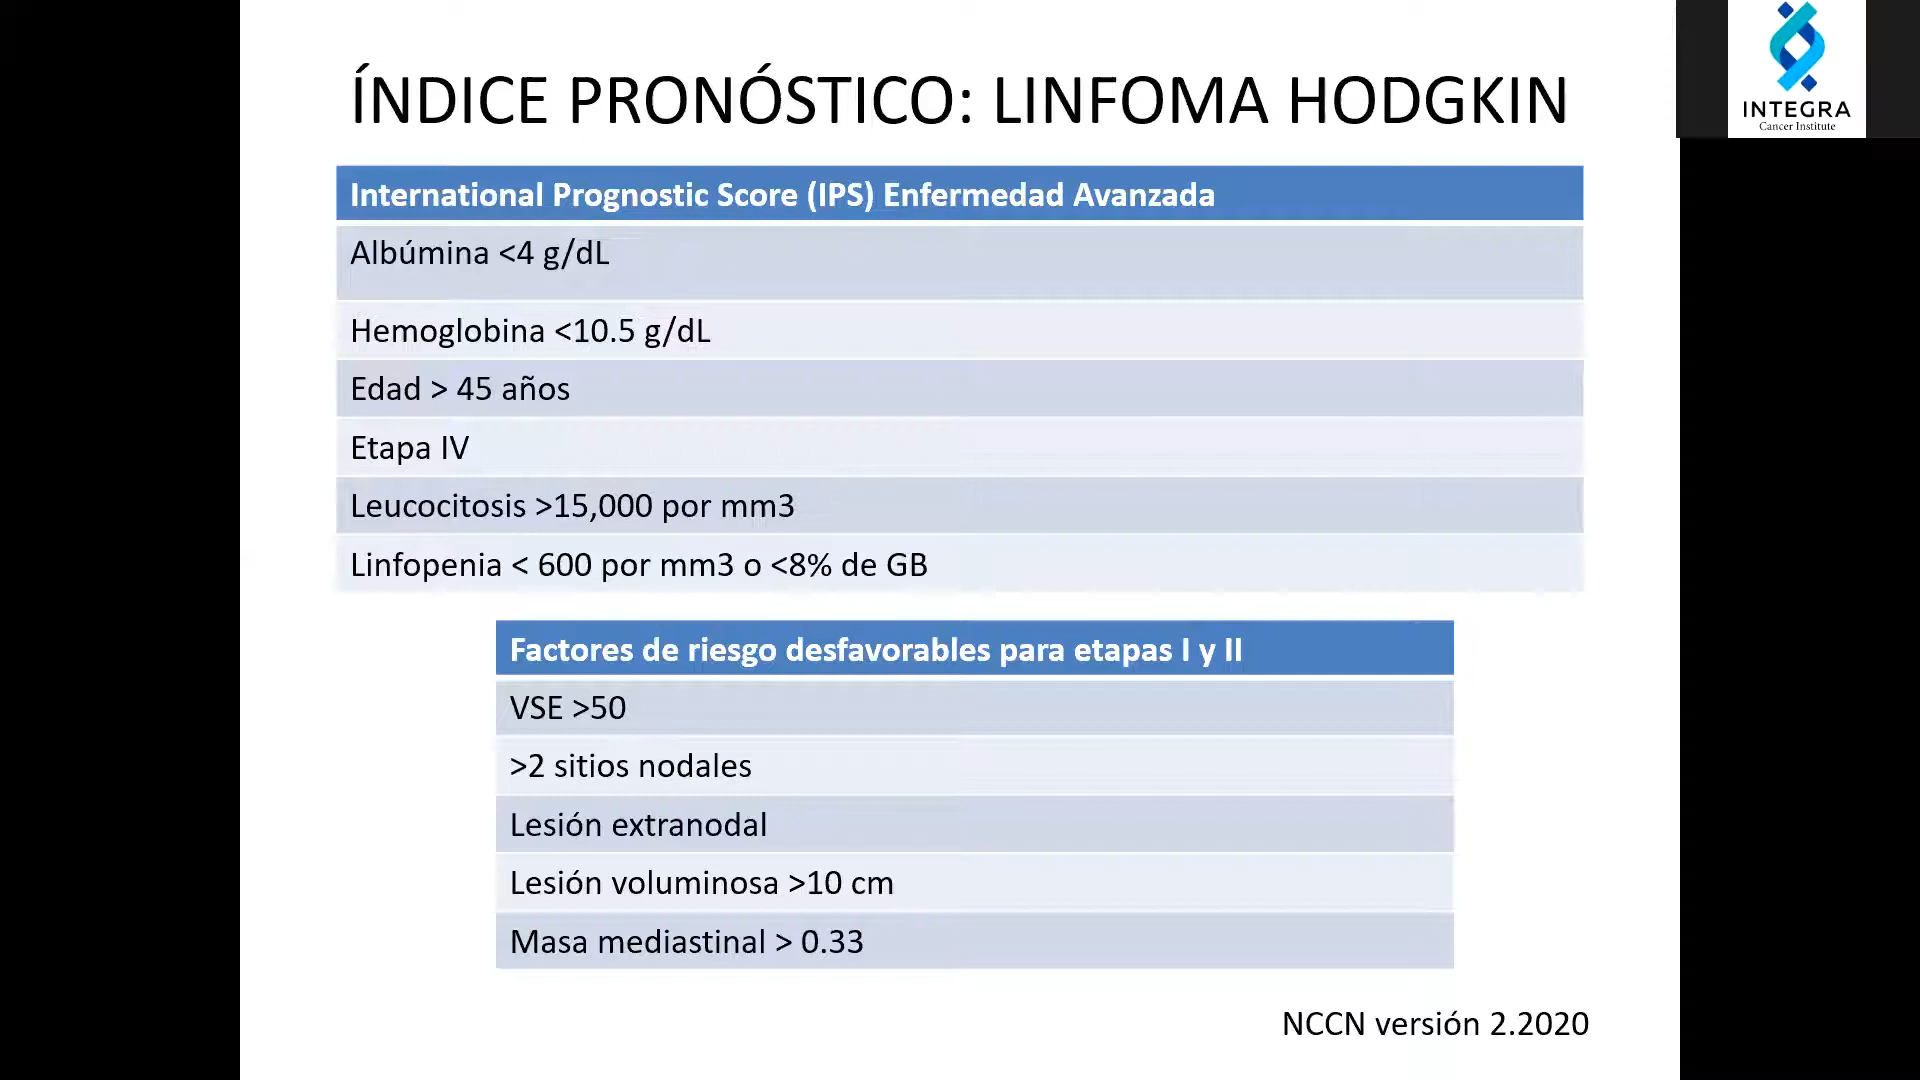 ÍNDICE PRONÓSTICO: LINFOMA HODGKIN
INTEGRA
Cancer Institute
International Prognostic Score (IPS) Enfermedad Avanzada
Albúmina <4 g/dL
Hemoglobina <10.5 g/dL
Edad > 45 años
Etapa IV
Leucocitosis >15,000 por mm3
Linfopenia < 600 por mm3 o <8% de GB
Factores de riesgo desfavorables para etapas I y II
VSE >50
>2 sitios nodales
Lesión extranodal
Lesión voluminosa >10 cm
Masa mediastinal > 0.33
NCCN versión 2.2020